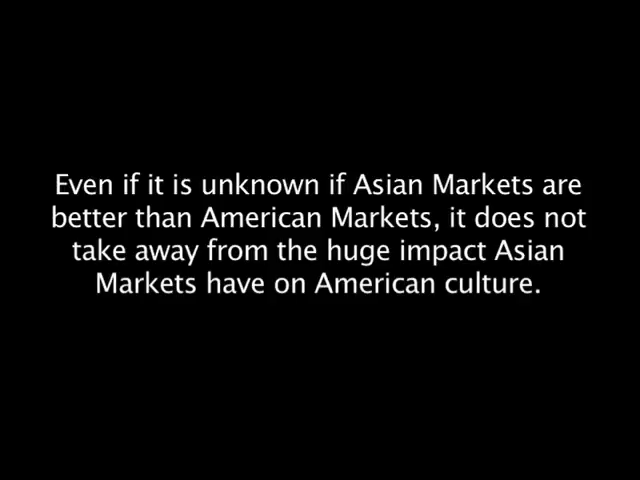 Even if it is unknown if Asian Markets are
better than American Markets, it does not
take away from the huge impact Asian
Markets have on American culture.